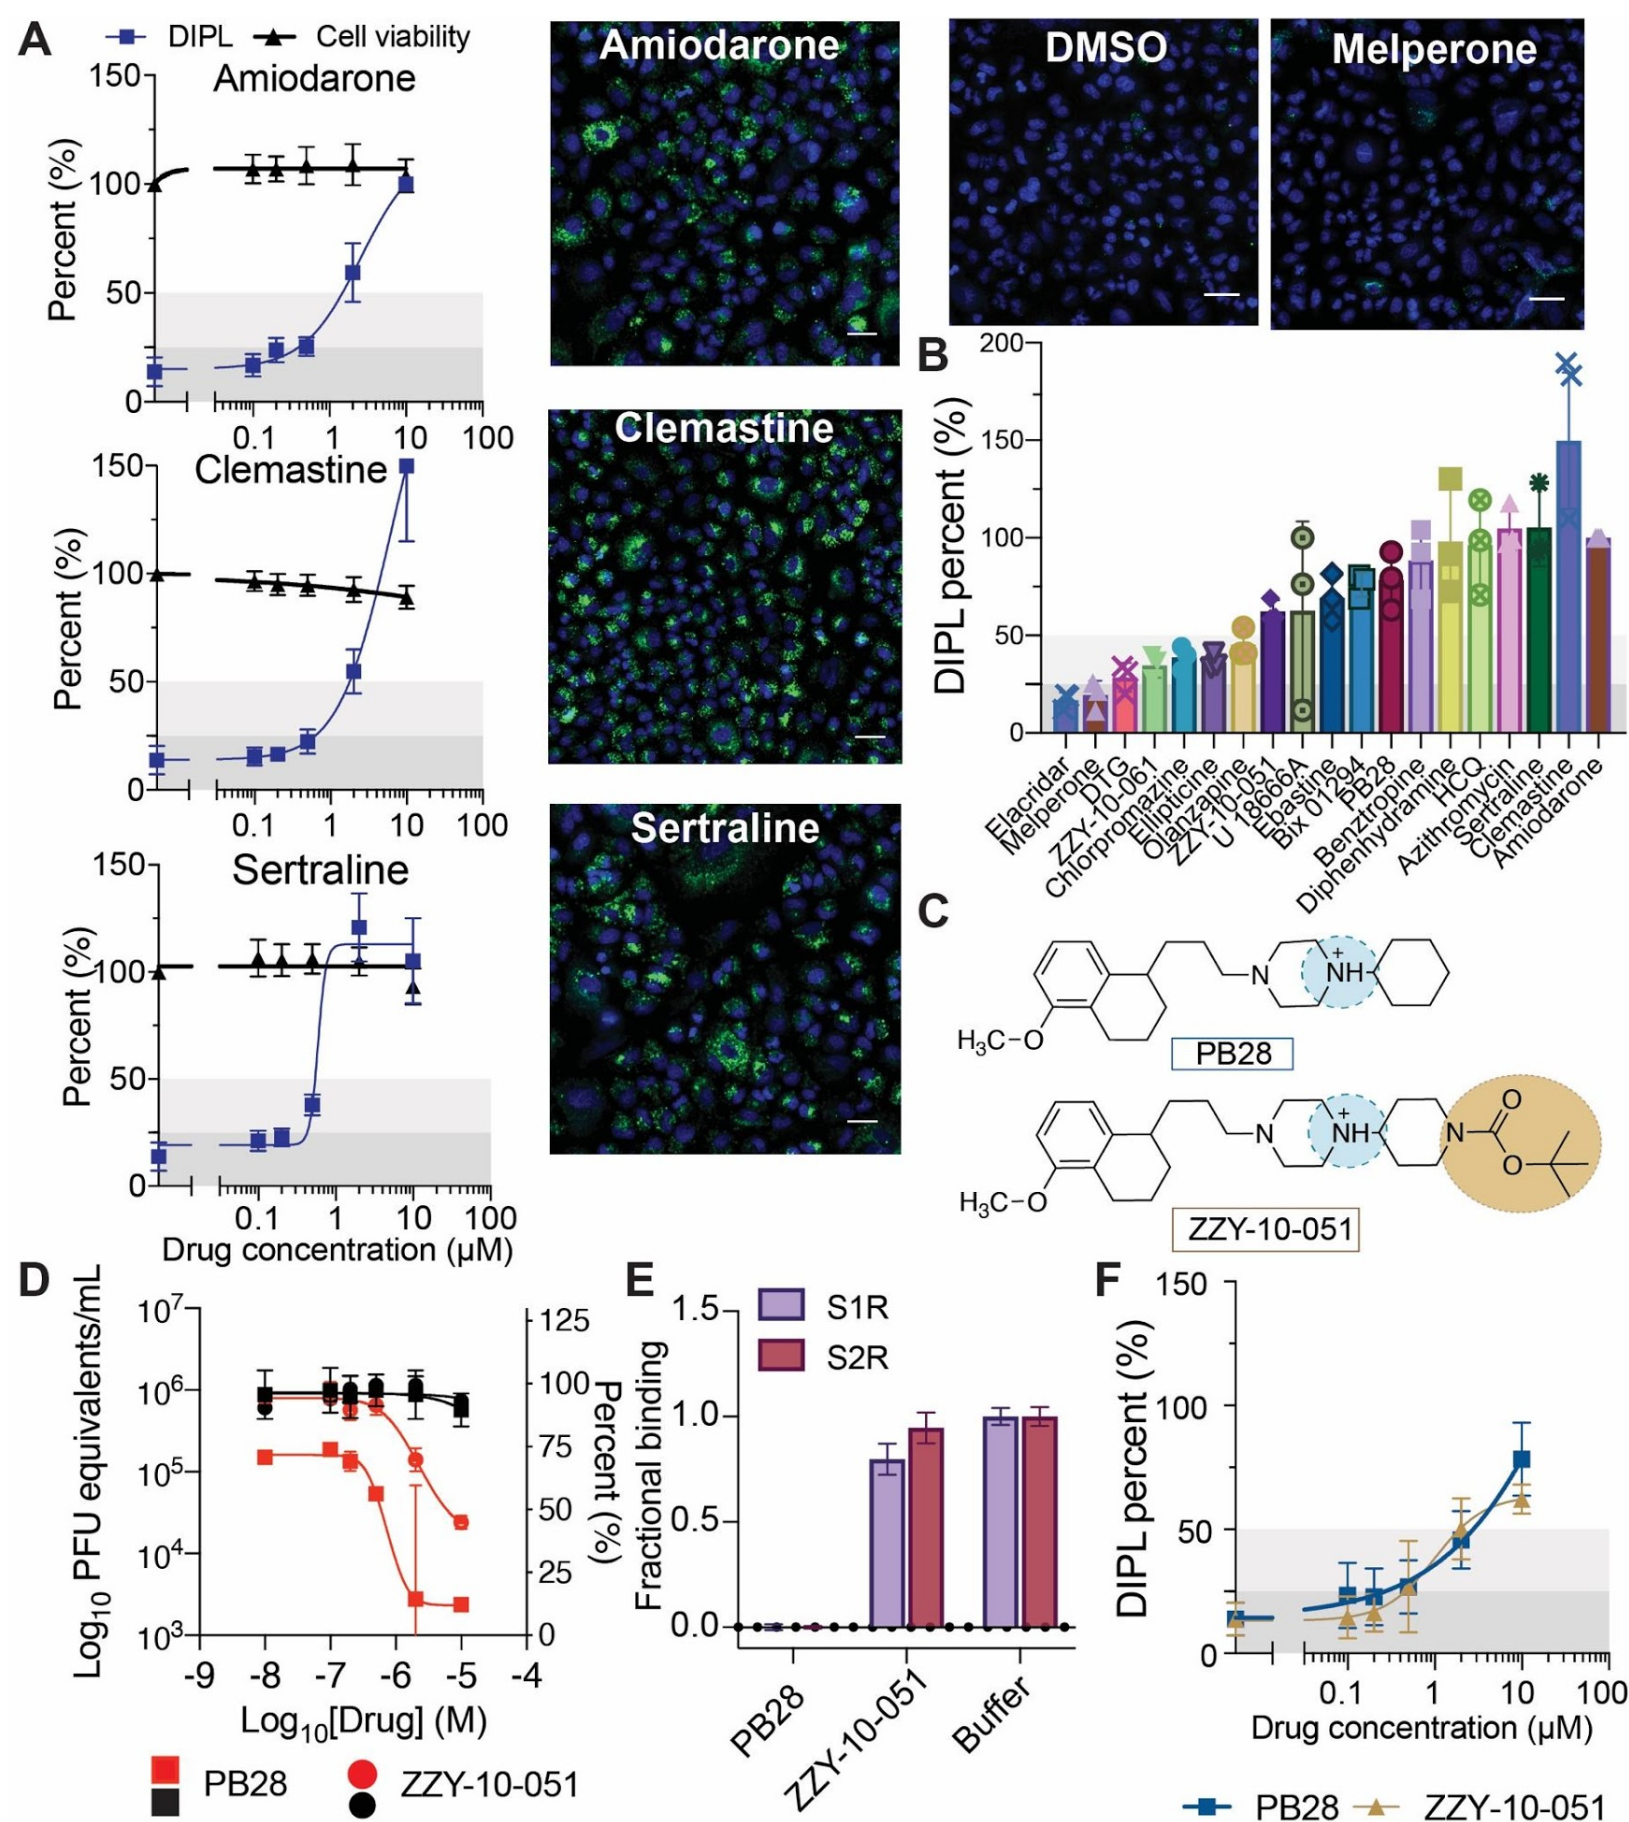 A
DIPL
Cell viability
Amiodarone
Percent (%)
150
100
50
0
0.1 1 10 100
Clemastine
Percent (%)
150
100
50
0
0.1 1 10 100
Sertraline
Percent (%)
150
100
50
0
0.1 1 10 100
Drug concentration (µM)
Amiodarone
Clemastine
Sertraline
DMSO
Melperone
B
DIPL percent (%)
200
150
100
50
0
Elacridar
Melperone
DTG
ZZY-10-061
Chlorpromazine
Ellipticine
Olanzapine
ZZY-10-051
U 18666A
Ebastine
Bix 01294
PB28
Benztropine
Diphenhydramine
HCQ
Azithromycin
Sertraline
Clemastine
Amiodarone
C
N
+
NH
H3C-O
PB28
N
+
NH
N
O
O
H3C-O
ZZY-10-051
D
Log10 PFU equivalents/mL
10^7
10^6
10^5
10^4
10^3
125
100
75
50
25
0
Percent (%)
-9 -8 -7 -6 -5 -4
Log10[Drug] (M)
PB28
ZZY-10-051
E
Fractional binding
1.5
1.0
0.5
0.0
S1R
S2R
PB28
ZZY-10-051
Buffer
F
DIPL percent (%)
150
100
50
0
0.1 1 10 100
Drug concentration (µM)
PB28
ZZY-10-051